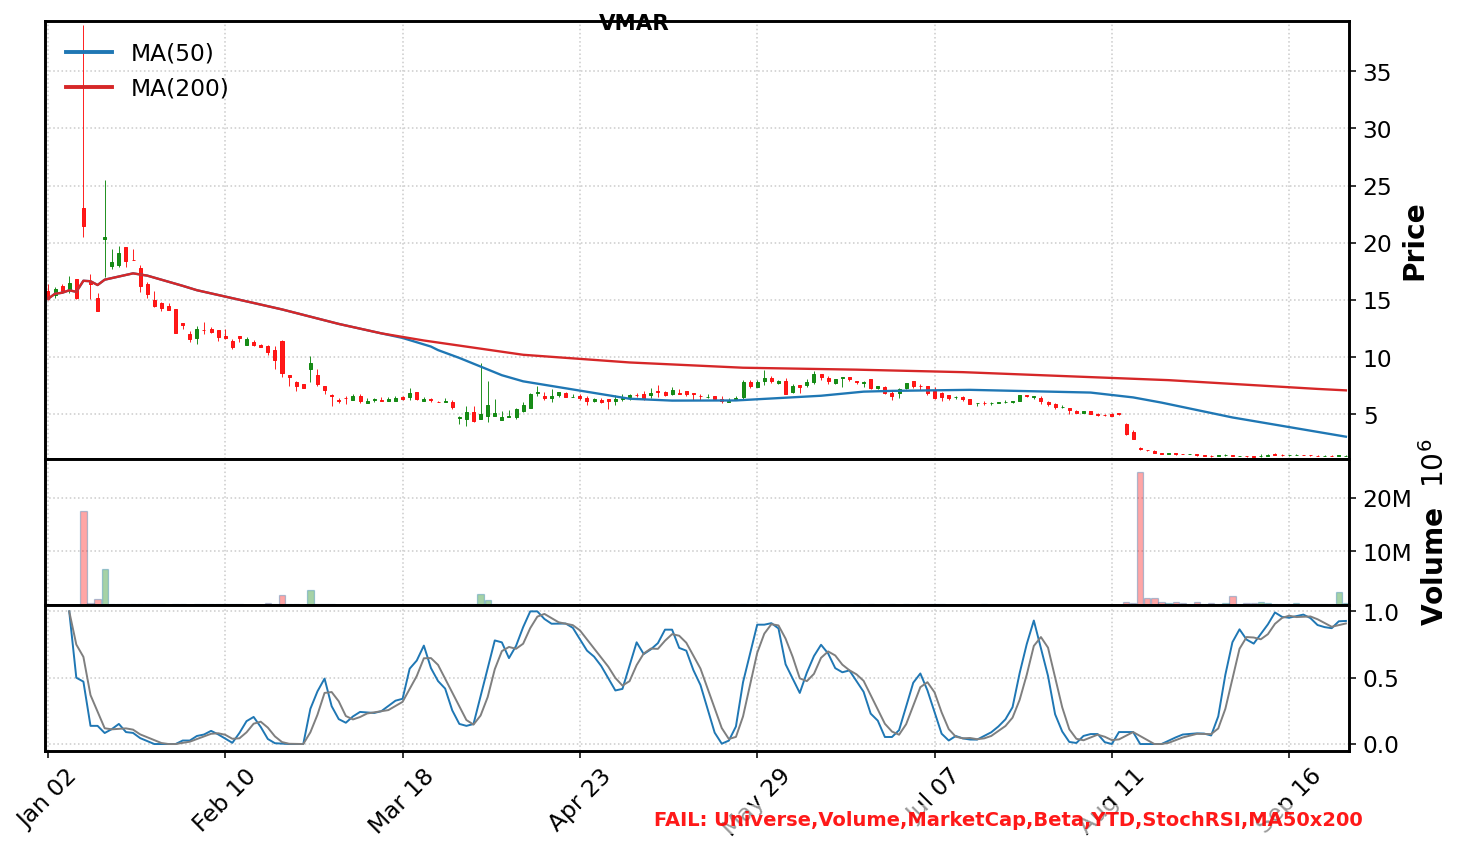 VMAR
MA(50)
MA(200)
35
30
25
20
15
10
5
Price
20M
10M
Volume 10^6
1.0
0.5
0.0
Jan 02
Feb 10
Mar 18
Apr 23
May 29
Jul 07
Aug 11
Sep 16
FAIL: Universe,Volume,MarketCap,Beta,YTD,StochRSI,MA50x200